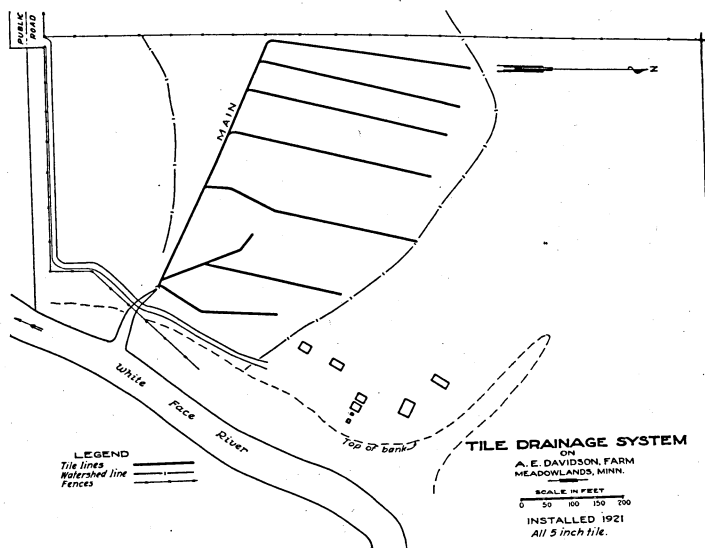 PUBLIC
ROAD
MAIN
N
White Face River
Top of bank
LEGEND
Tile lines
Watershed line
Fences
TILE DRAINAGE SYSTEM
ON
A. E. DAVIDSON, FARM
MEADOWLANDS, MINN.
SCALE IN FEET
0 50 100 150 200
INSTALLED 1921
All 5 inch tile.